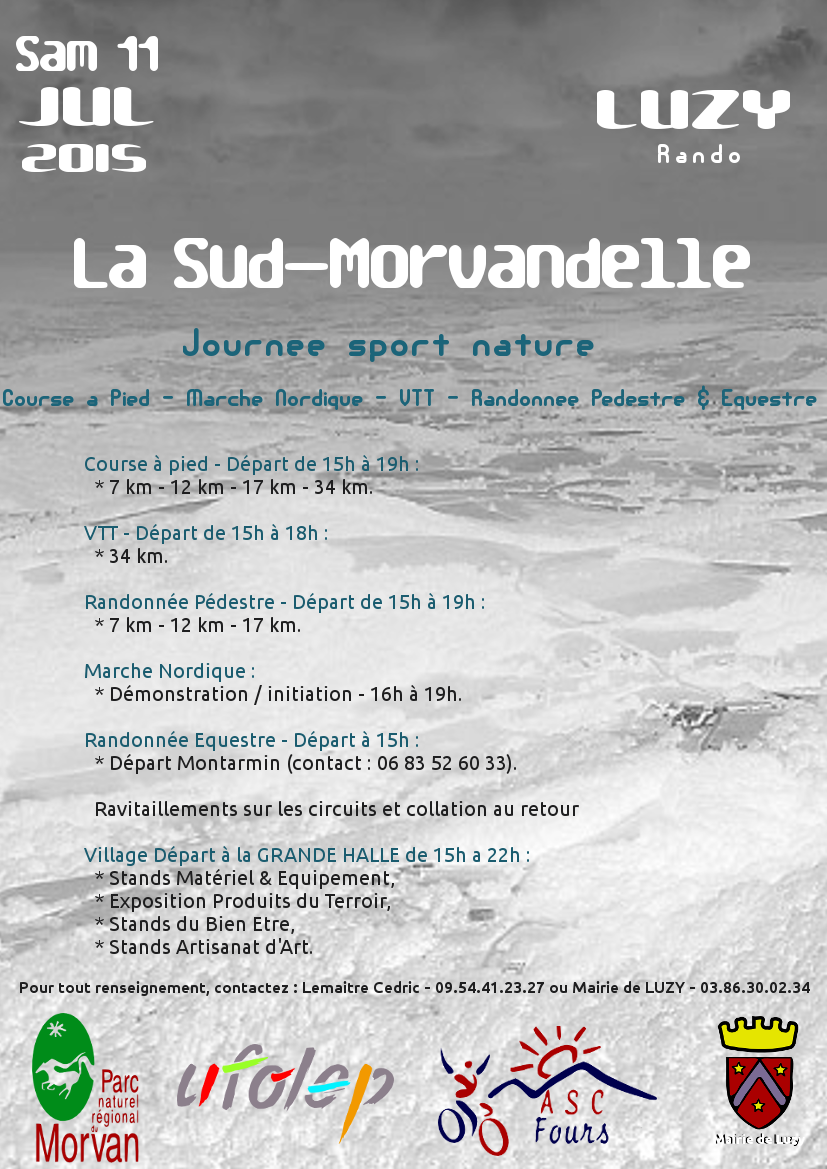 Sam 11
JUL
2015
LUZY
Rando
La Sud-Morvandelle
Journee sport nature
Course a Pied - Marche Nordique - VTT - Randonnee Pedestre & Equestre
Course à pied - Départ de 15h à 19h :
* 7 km - 12 km - 17 km - 34 km.
VTT - Départ de 15h à 18h :
* 34 km.
Randonnée Pédestre - Départ de 15h à 19h :
* 7 km - 12 km - 17 km.
Marche Nordique :
* Démonstration / initiation - 16h à 19h.
Randonnée Equestre - Départ à 15h :
* Départ Montarmin (contact : 06 83 52 60 33).
Ravitaillements sur les circuits et collation au retour
Village Départ à la GRANDE HALLE de 15h a 22h :
* Stands Matériel & Equipement,
* Exposition Produits du Terroir,
* Stands du Bien Etre,
* Stands Artisanat d'Art.
Pour tout renseignement, contactez : Lemaitre Cedric - 09.54.41.23.27 ou Mairie de LUZY - 03.86.30.02.34
Parc
naturel
régional
du
Morvan
ufolep
ASC
Fours
Mairie de Luzy